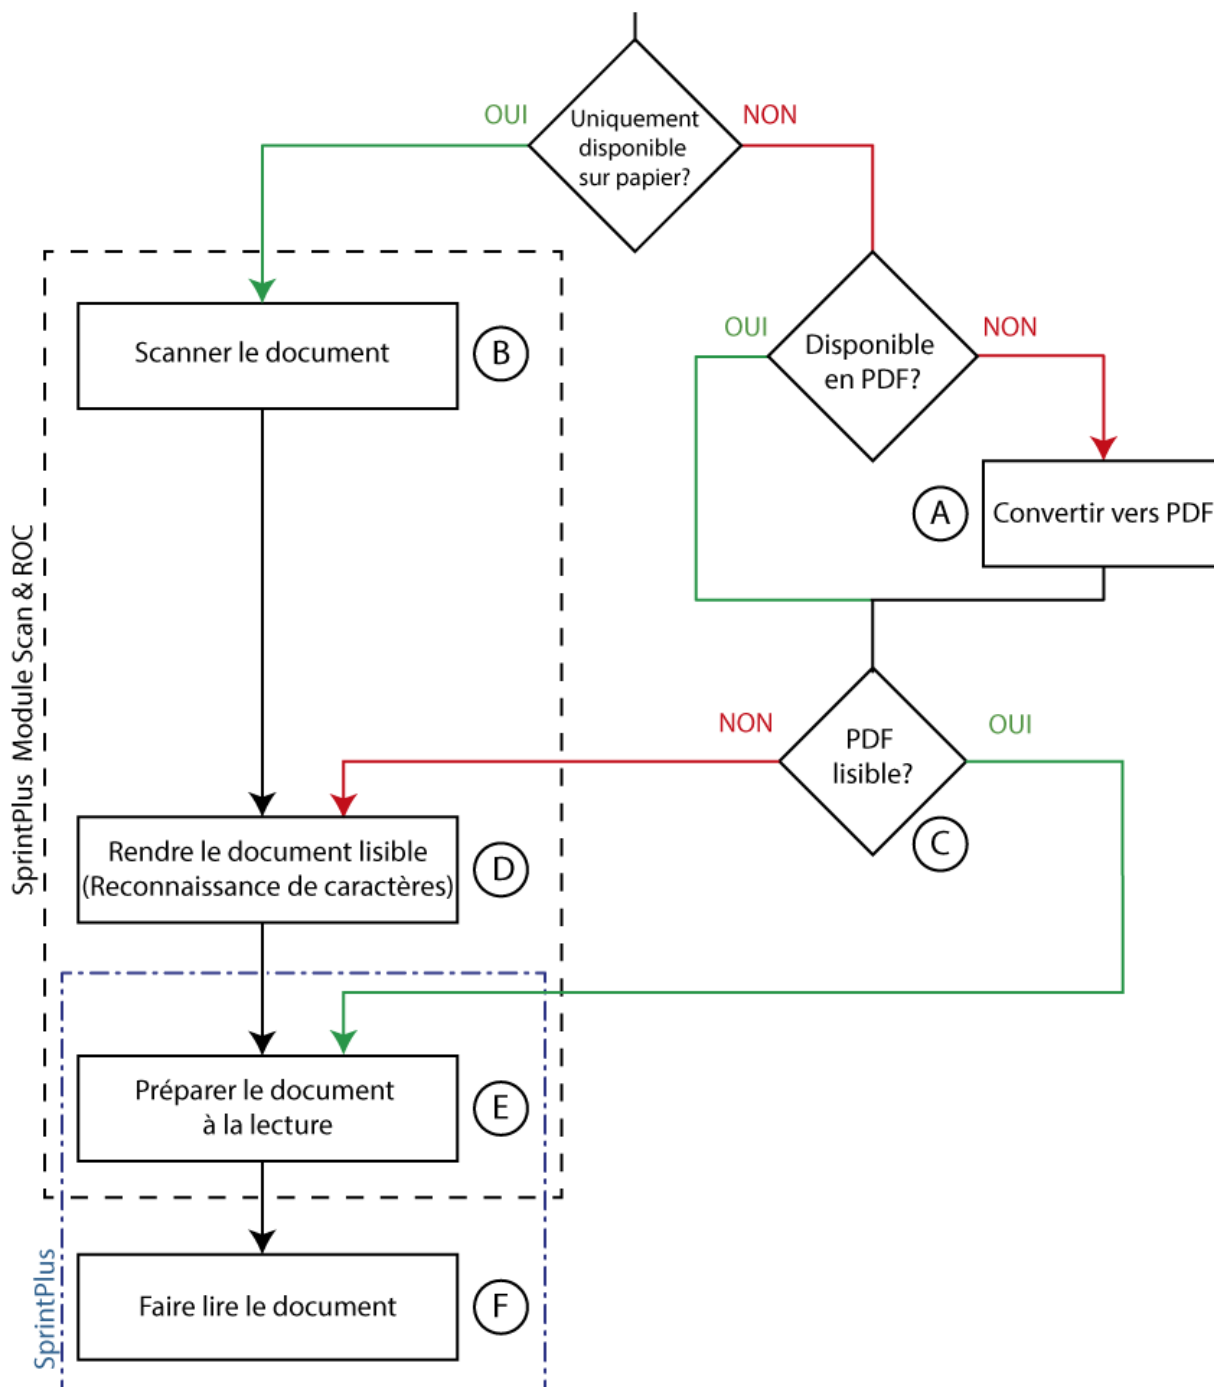 OUI
Uniquement
disponible
sur papier?
NON
Scanner le document
B
OUI
Disponible
en PDF?
NON
A
Convertir vers PDF
SprintPlus Module Scan & ROC
NON
PDF
lisible?
OUI
C
Rendre le document lisible
(Reconnaissance de caractères)
D
Préparer le document
à la lecture
E
SprintPlus
Faire lire le document
F